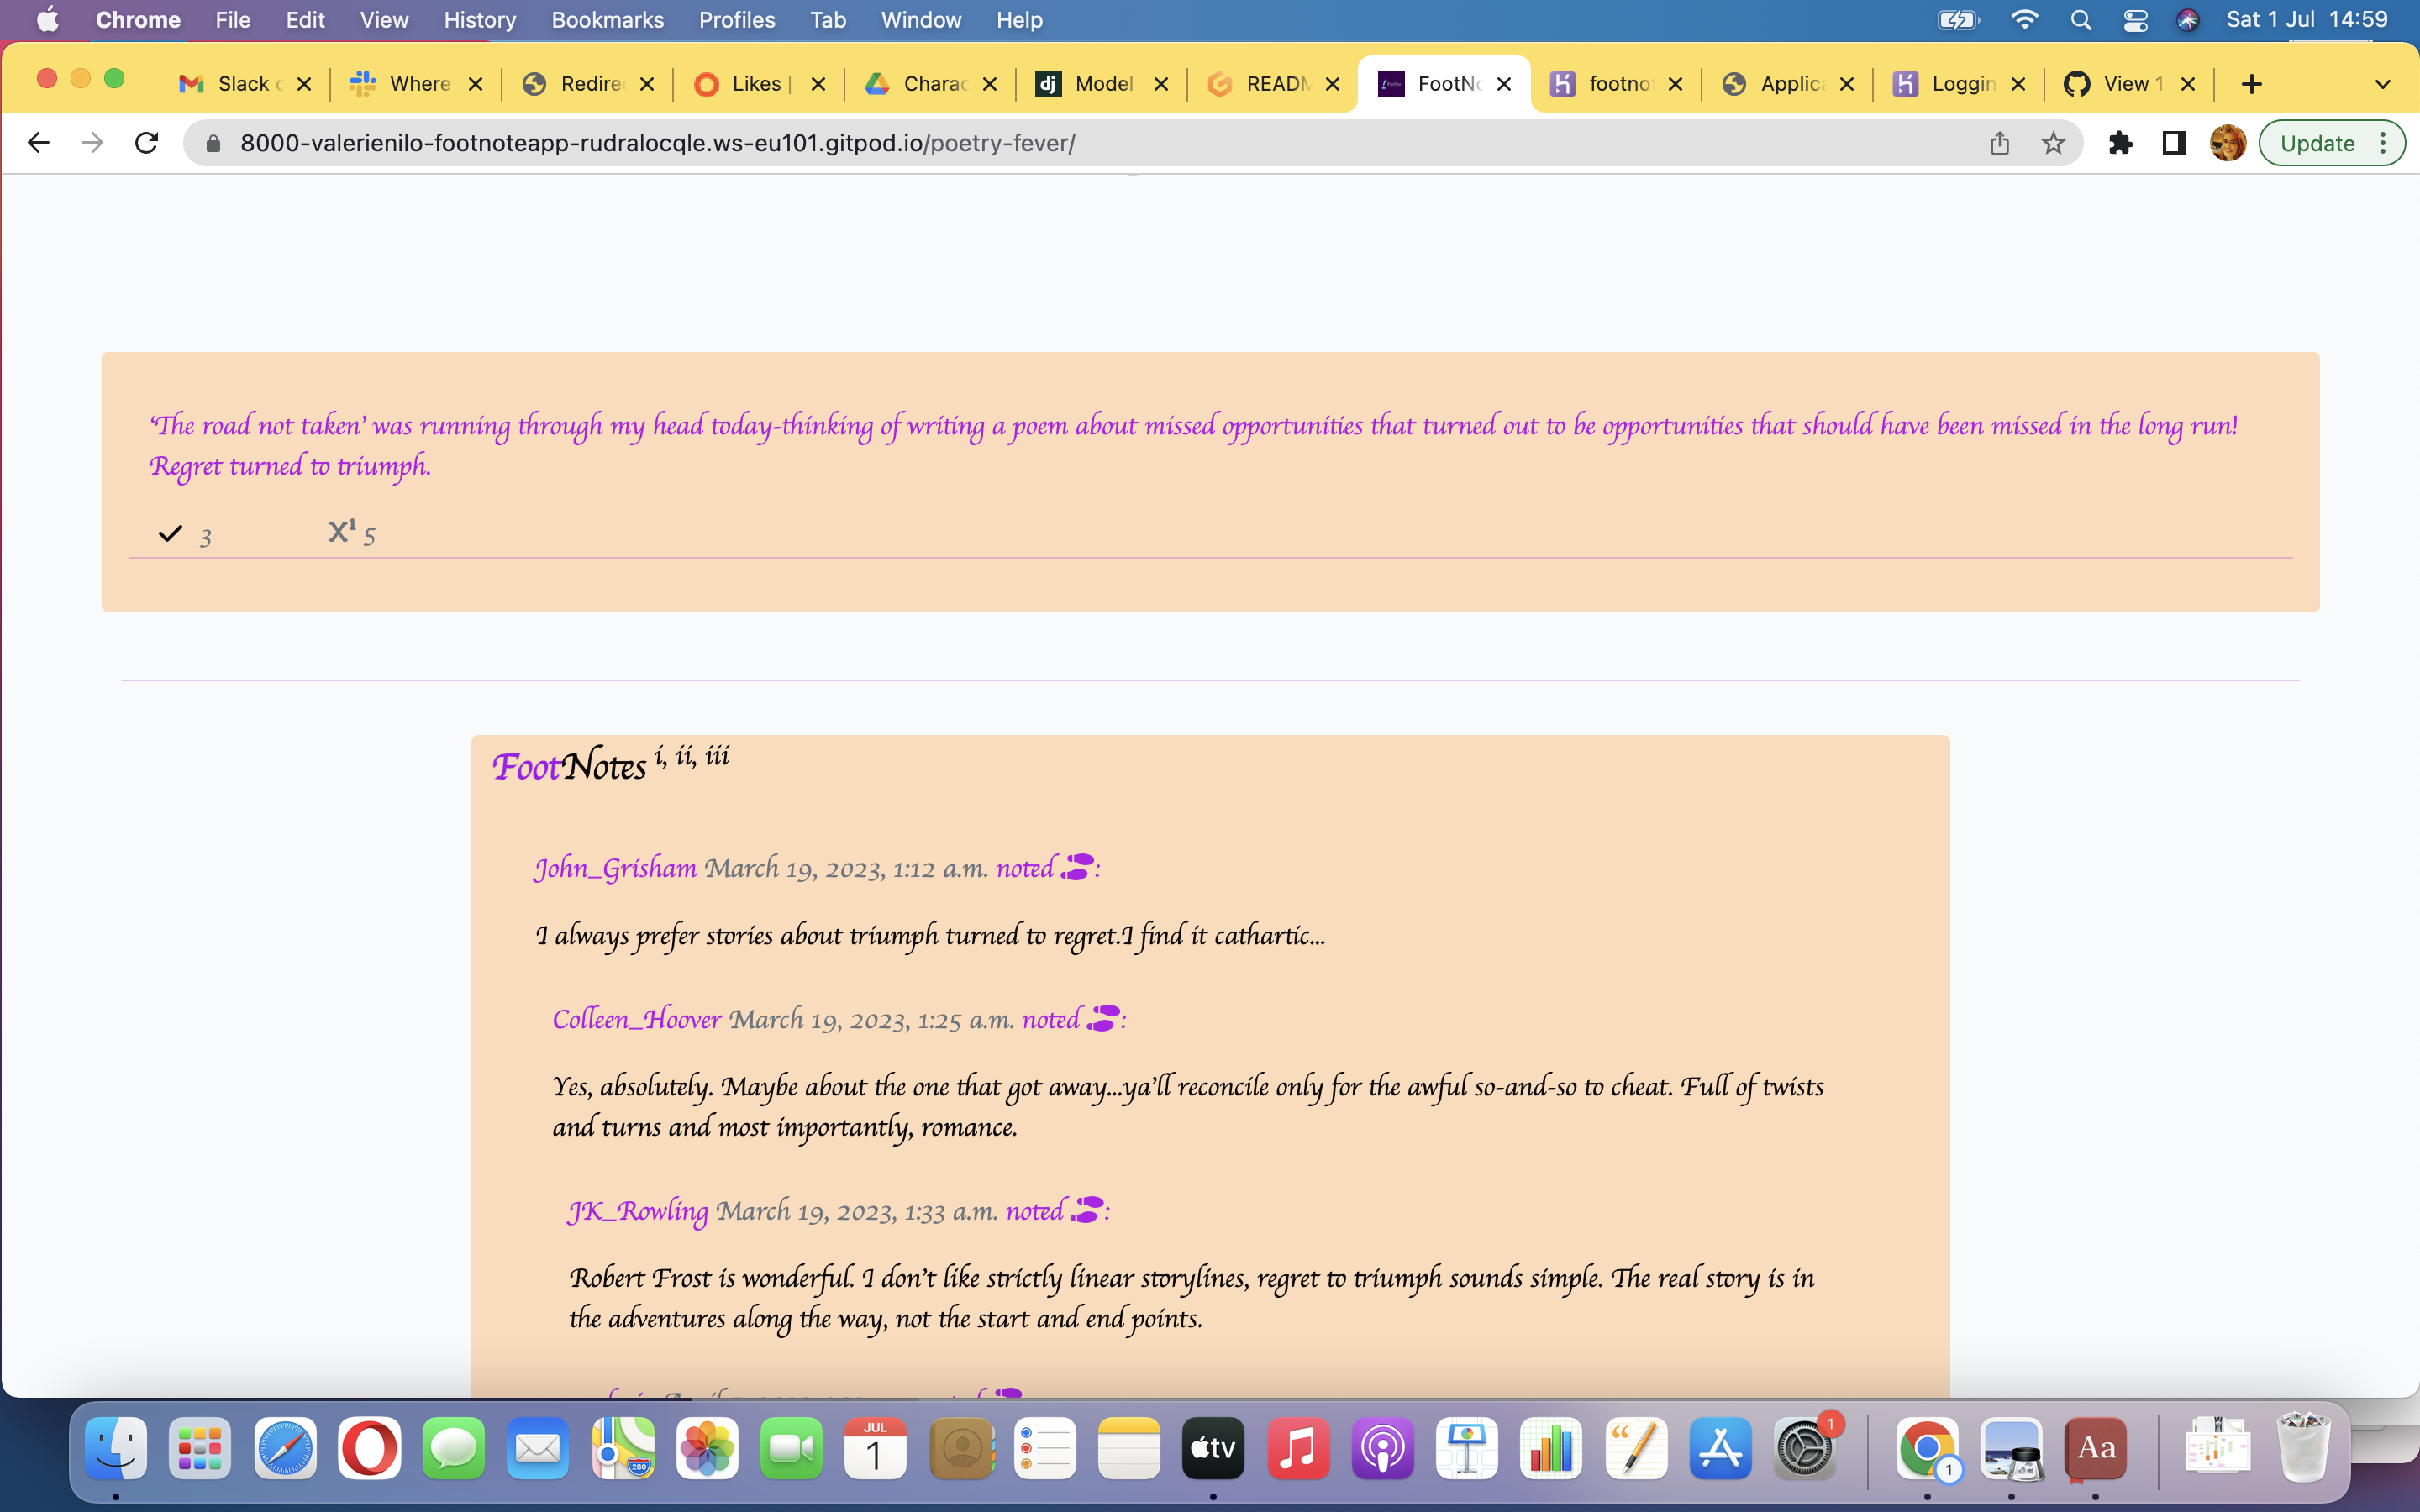 Chrome File Edit View History Bookmarks Profiles Tab Window Help Sat 1 Jul 14:59
Slack Where Redire Likes | Charac dj Model READ FootNo footno Applica Loggin View 1
8000-valerienilo-footnoteapp-rudralocqle.ws-eu101.gitpod.io/poetry-fever/ Update
'The road not taken' was running through my head today-thinking of writing a poem about missed opportunities that turned out to be opportunities that should have been missed in the long run!
Regret turned to triumph.
3 X¹ 5
FootNotes i, ii, iii
John_Grisham March 19, 2023, 1:12 a.m. noted :
I always prefer stories about triumph turned to regret.I find it cathartic...
Colleen_Hoover March 19, 2023, 1:25 a.m. noted :
Yes, absolutely. Maybe about the one that got away...ya'll reconcile only for the awful so-and-so to cheat. Full of twists
and turns and most importantly, romance.
JK_Rowling March 19, 2023, 1:33 a.m. noted :
Robert Frost is wonderful. I don't like strictly linear storylines, regret to triumph sounds simple. The real story is in
the adventures along the way, not the start and end points.
JUL
1
280
tv
1
1
Aa